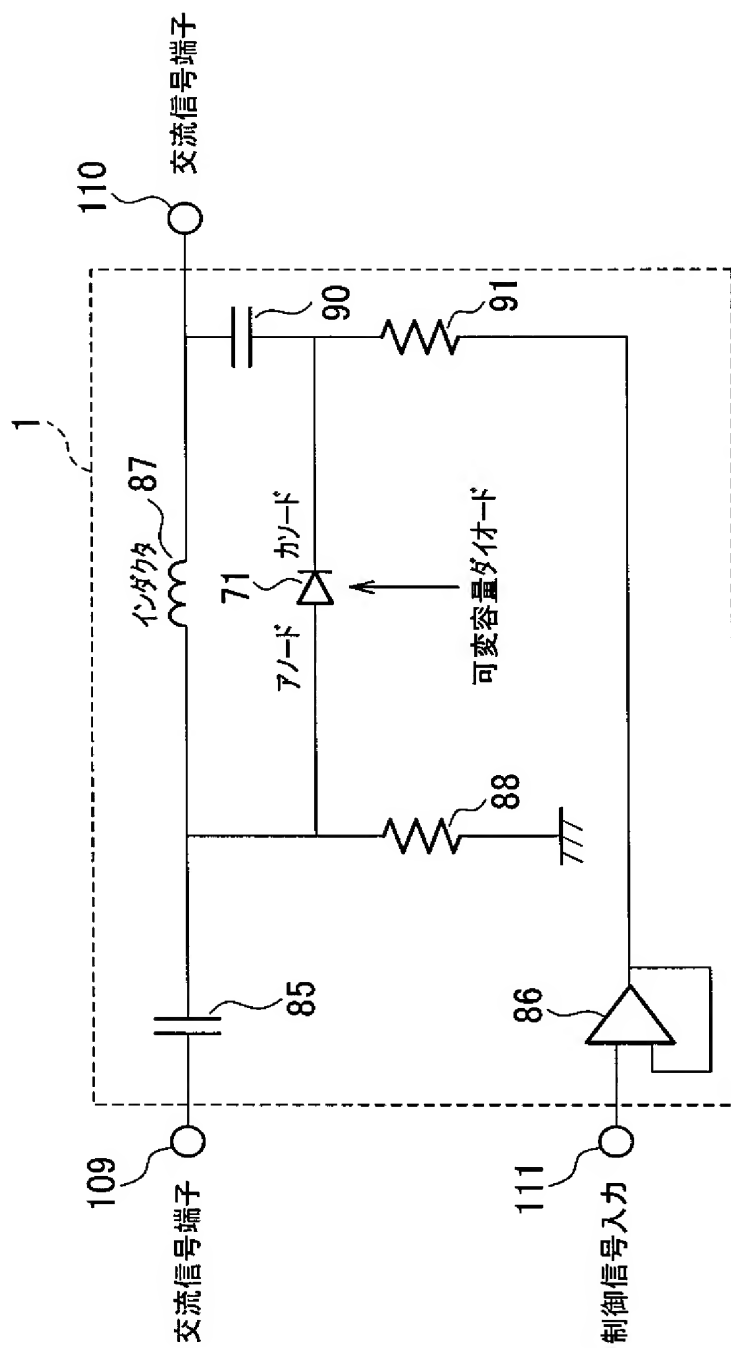 1
交流信号端子
109
85
インダクタ
87
110
交流信号端子
90
アノード
71
カソード
可変容量ダイオード
88
91
制御信号入力
111
86